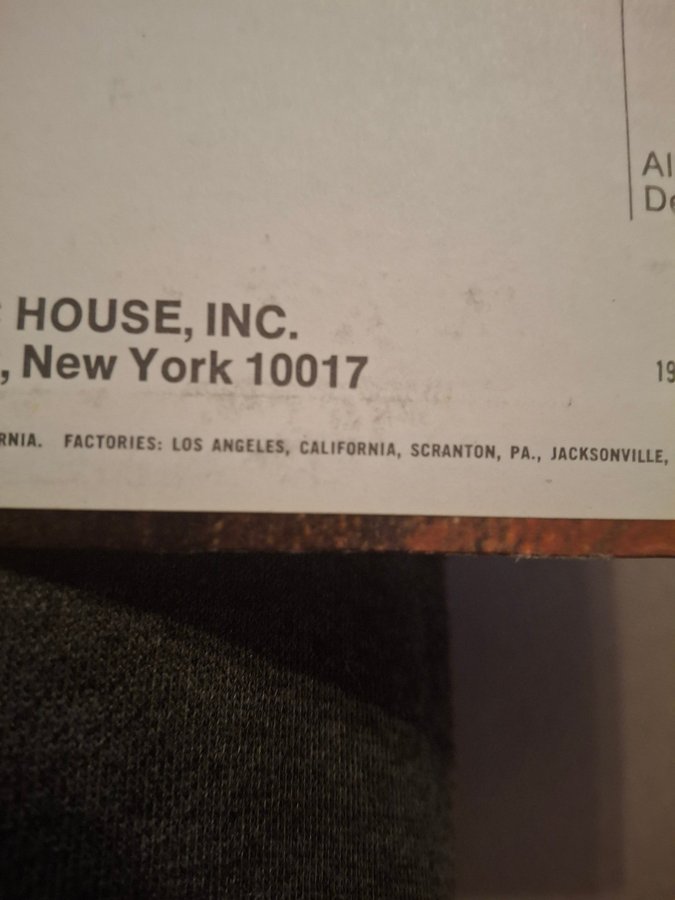 Al
De
HOUSE, INC.
, New York 10017
19
RNIA. FACTORIES: LOS ANGELES, CALIFORNIA, SCRANTON, PA., JACKSONVILLE,